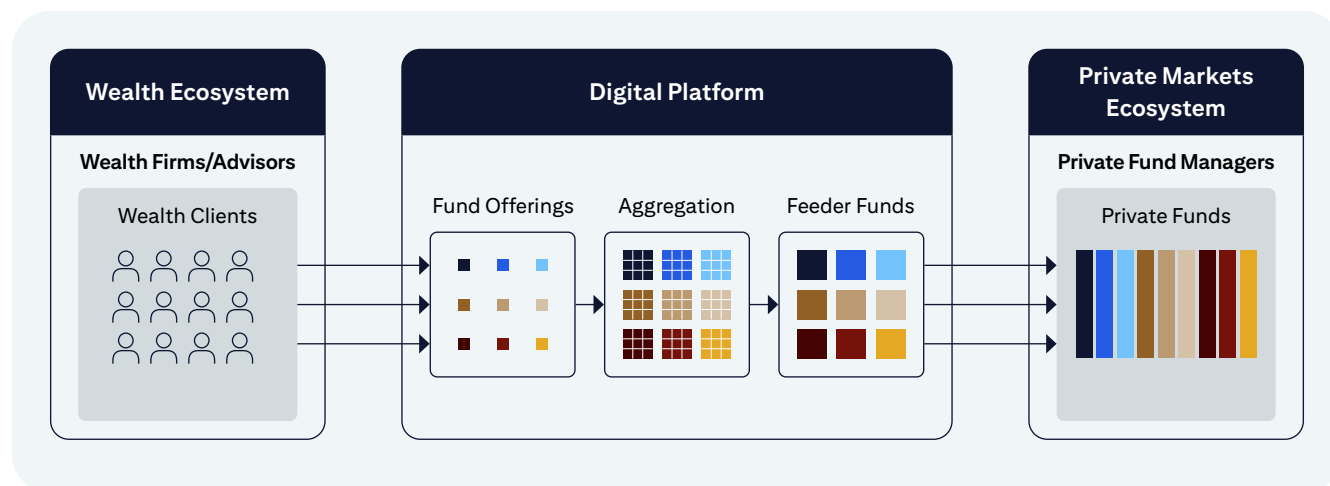 Wealth Ecosystem
Wealth Firms/Advisors
Wealth Clients
Digital Platform
Fund Offerings
Aggregation
Feeder Funds
Private Markets
Ecosystem
Private Fund Managers
Private Funds